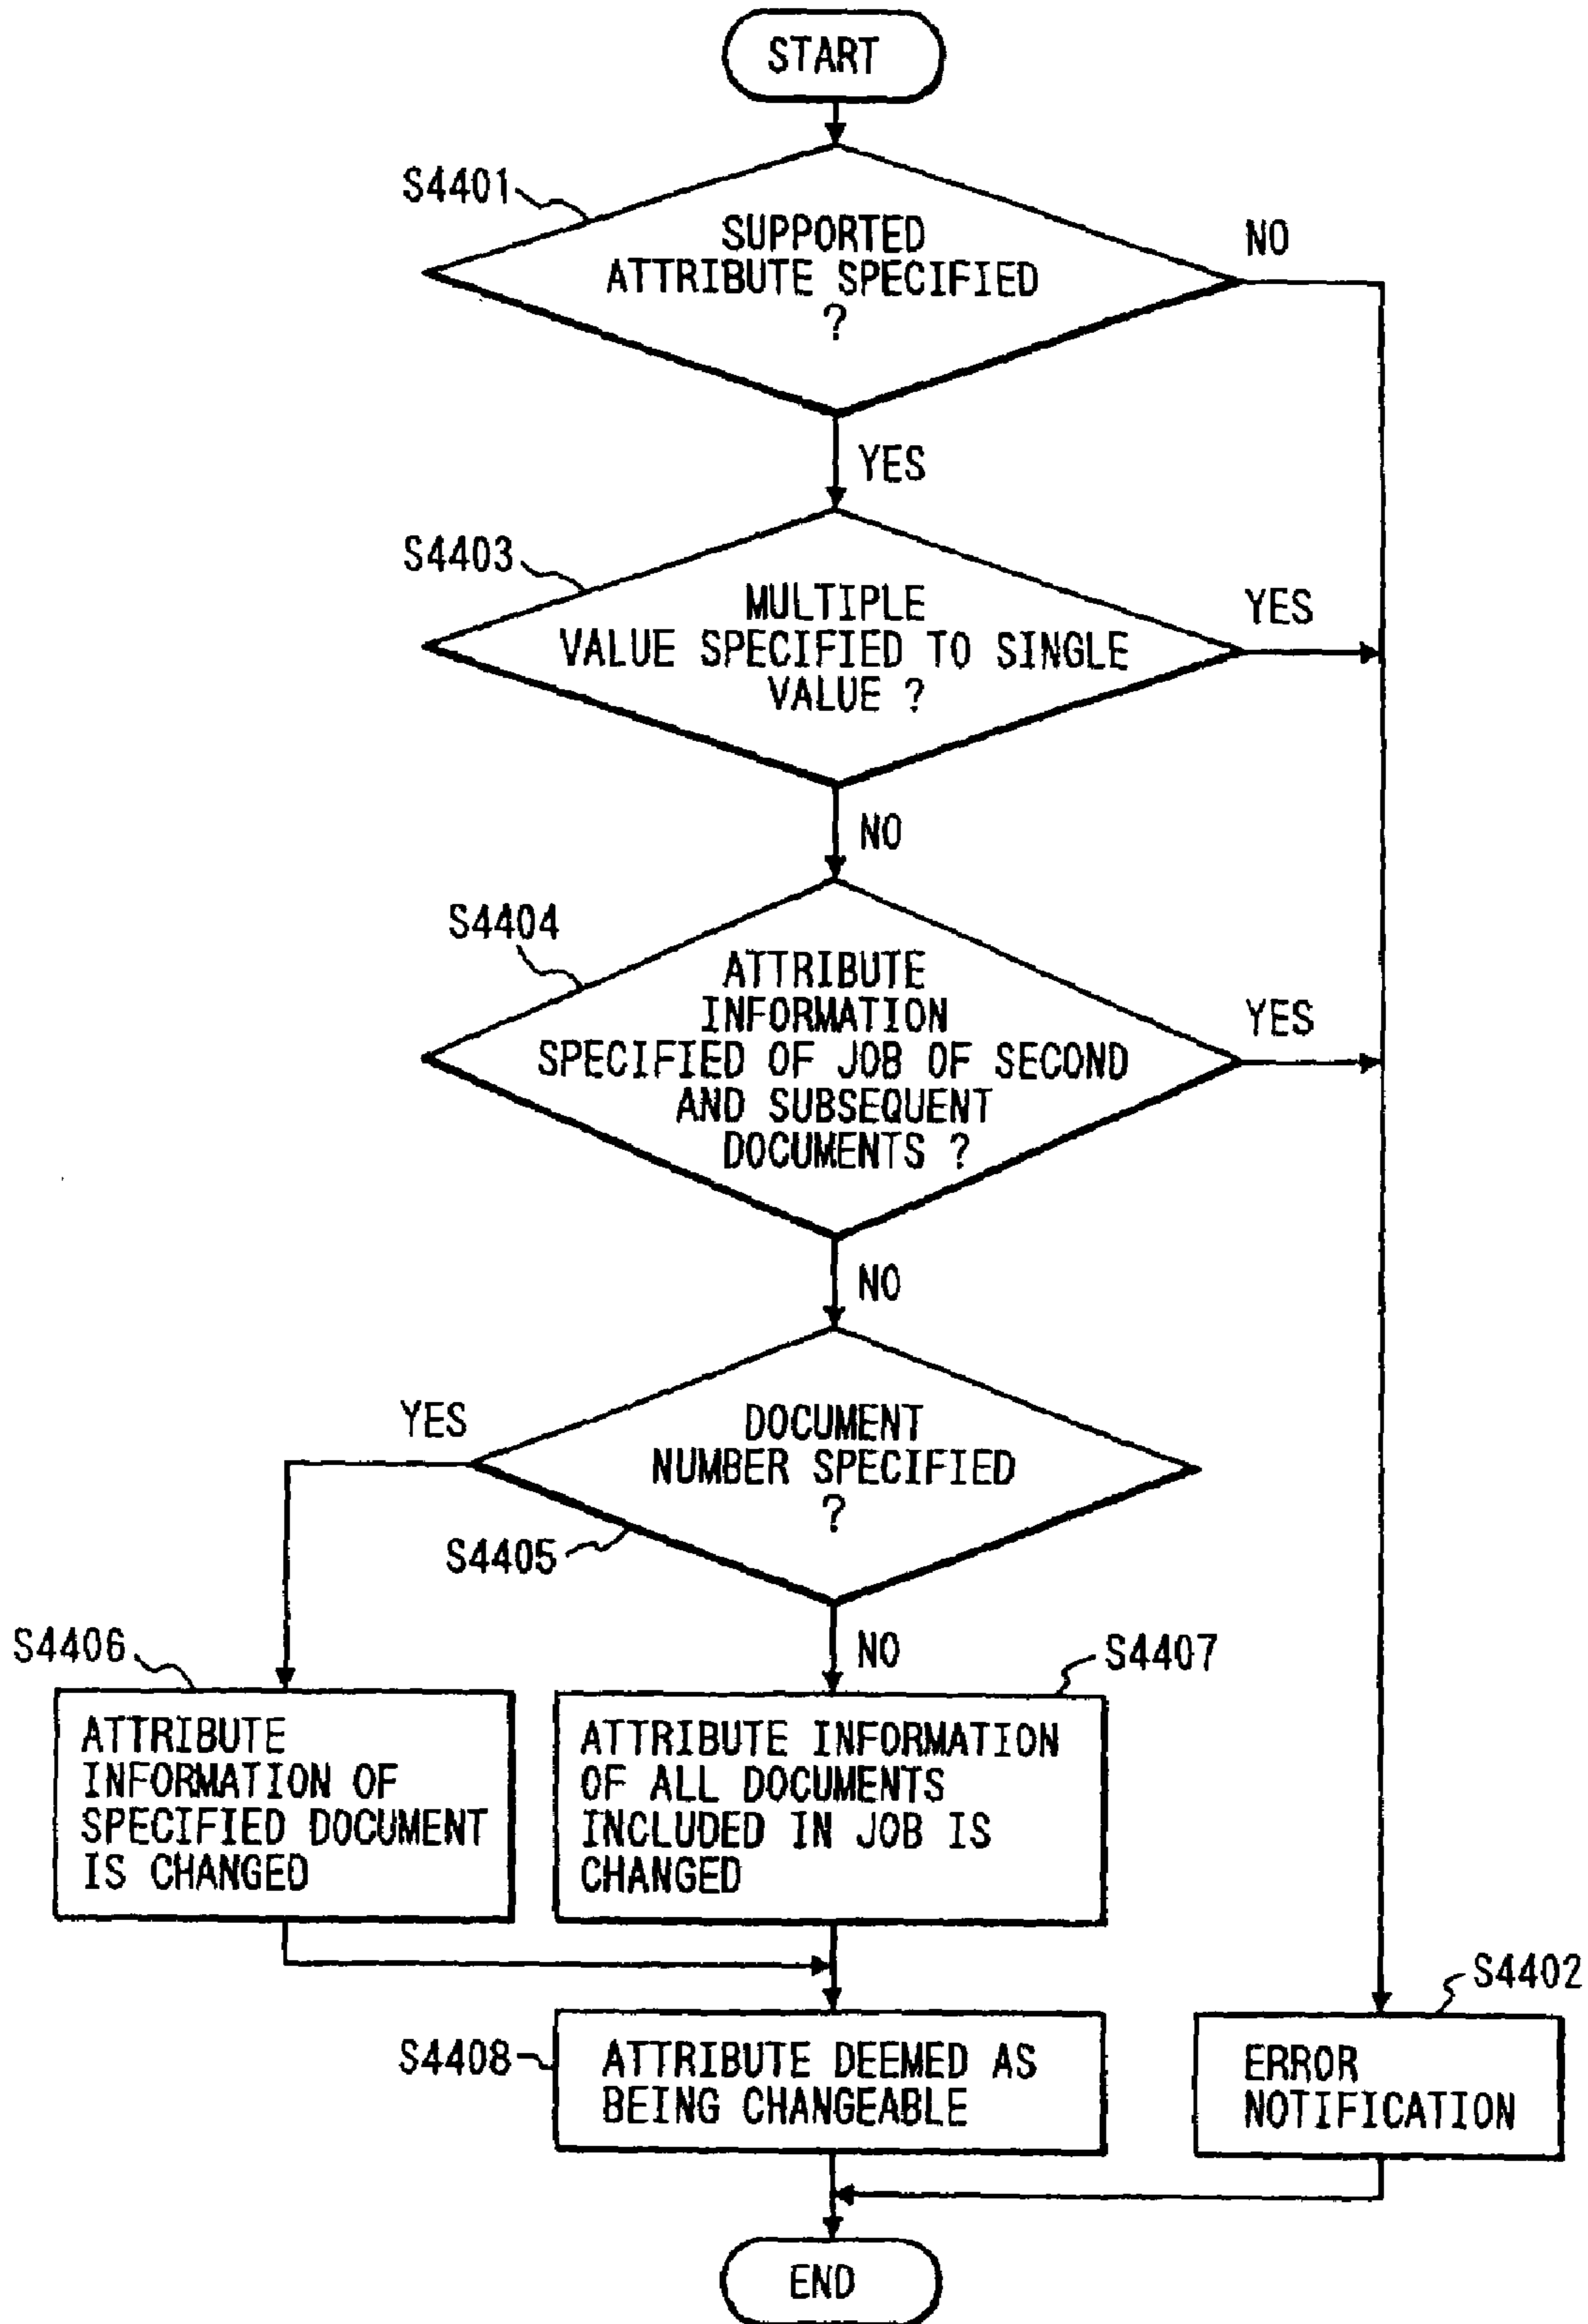 START
S4401
SUPPORTED
ATTRIBUTE SPECIFIED
?
NO
YES
S4403
MULTIPLE
VALUE SPECIFIED TO SINGLE
VALUE ?
YES
NO
S4404
ATTRIBUTE
INFORMATION
SPECIFIED OF JOB OF SECOND
AND SUBSEQUENT
DOCUMENTS ?
YES
NO
YES
DOCUMENT
NUMBER SPECIFIED
?
S4405
NO
S4406
ATTRIBUTE
INFORMATION OF
SPECIFIED DOCUMENT
IS CHANGED
S4407
ATTRIBUTE INFORMATION
OF ALL DOCUMENTS
INCLUDED IN JOB IS
CHANGED
S4408
ATTRIBUTE DEEMED AS
BEING CHANGEABLE
S4402
ERROR
NOTIFICATION
END